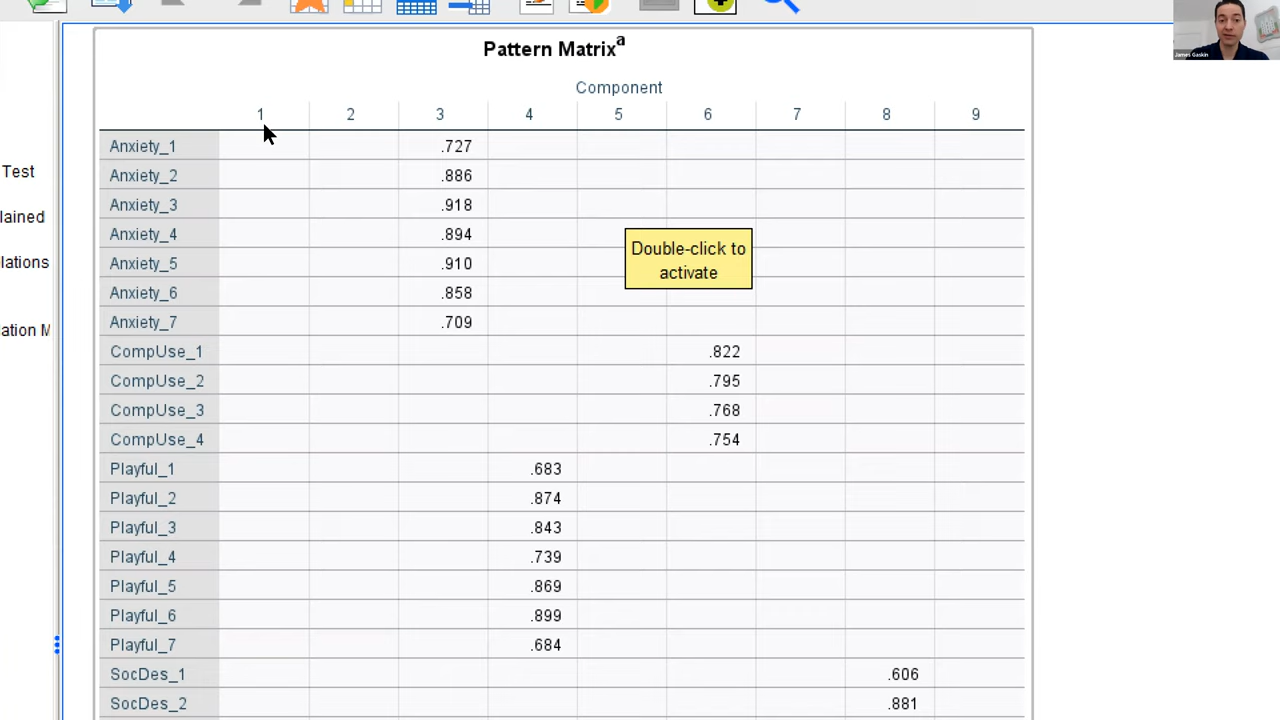 James Gaskin
Pattern Matrixa
Component
1 2 3 4 5 6 7 8 9
Anxiety_1 .727
Test
Anxiety_2 .886
Anxiety_3 .918
lained
Anxiety_4 .894
Double-click to
activate
lations
Anxiety_5 .910
Anxiety_6 .858
Anxiety_7 .709
ation M
CompUse_1 .822
CompUse_2 .795
CompUse_3 .768
CompUse_4 .754
Playful_1 .683
Playful_2 .874
Playful_3 .843
Playful_4 .739
Playful_5 .869
Playful_6 .899
Playful_7 .684
SocDes_1 .606
SocDes_2 .881